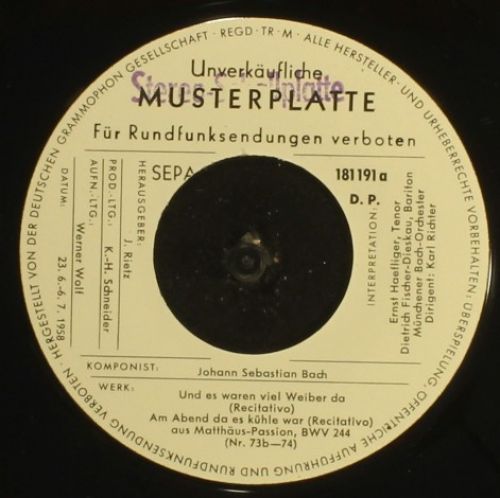 HERGESTELLT VON DER DEUTSCHEN GRAMMOPHON GESELLSCHAFT · REGD · TR · M · ALLE HERSTELLER- UND URHEBERRECHTE VORBEHALTEN; ÜBERSPIELUNG, ÖFFENTLICHE AUFFÜHRUNG UND RUNDFUNKSENDUNG VERBOTEN ·
Unverkäufliche
Stereo
MUSTERPLATTE
Für Rundfunksendungen verboten
SEPA
181191a
D. P.
HERAUSGEBER:
J. Rietz
PROD.-LTG.:
K.-H. Schneider
AUFN.-LTG.:
Werner Wolf
DATUM:
23. 6.-6. 7. 1958
INTERPRETATION:
Ernst Haefliger, Tenor
Dietrich Fischer-Dieskau, Bariton
Münchener Bach-Orchester
Dirigent: Karl Richter
KOMPONIST: Johann Sebastian Bach
WERK: Und es waren viel Weiber da
(Recitativo)
Am Abend da es kühle war (Recitativo)
aus Matthäus-Passion, BWV 244
(Nr. 73b—74)